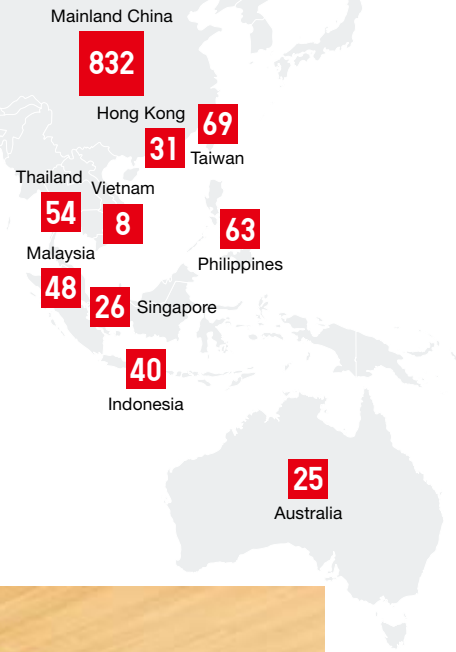 Mainland China
832
Hong Kong
31
69
Taiwan
Thailand
54
Vietnam
8
63
Philippines
Malaysia
48
26
Singapore
40
Indonesia
25
Australia